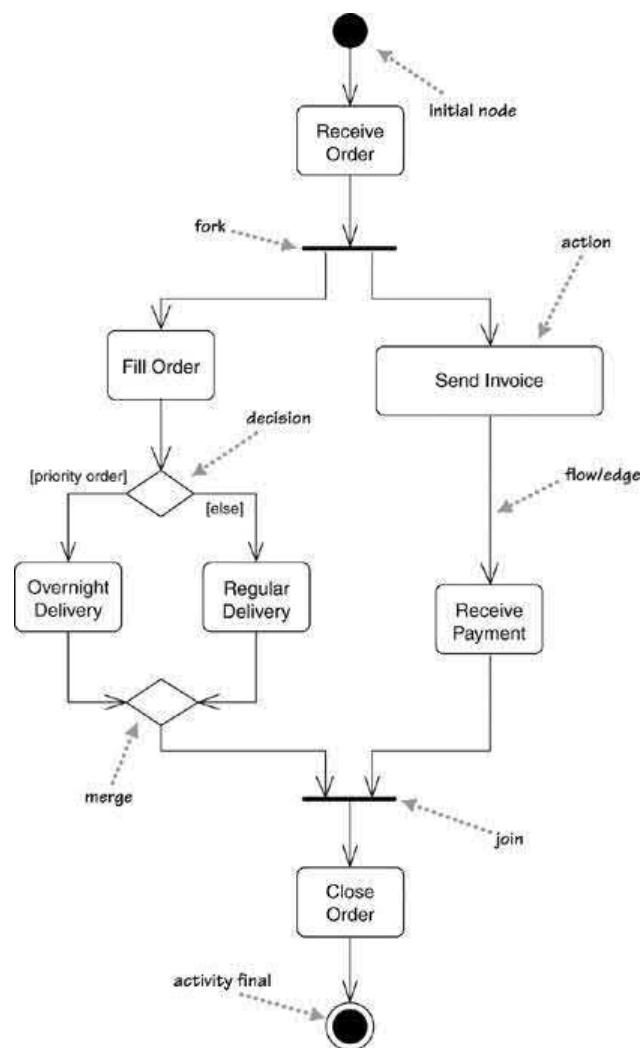 initial node
Receive
Order
fork
action
Fill Order
Send Invoice
decision
[priority order]
[else]
flow/edge
Overnight
Delivery
Regular
Delivery
Receive
Payment
merge
join
Close
Order
activity final